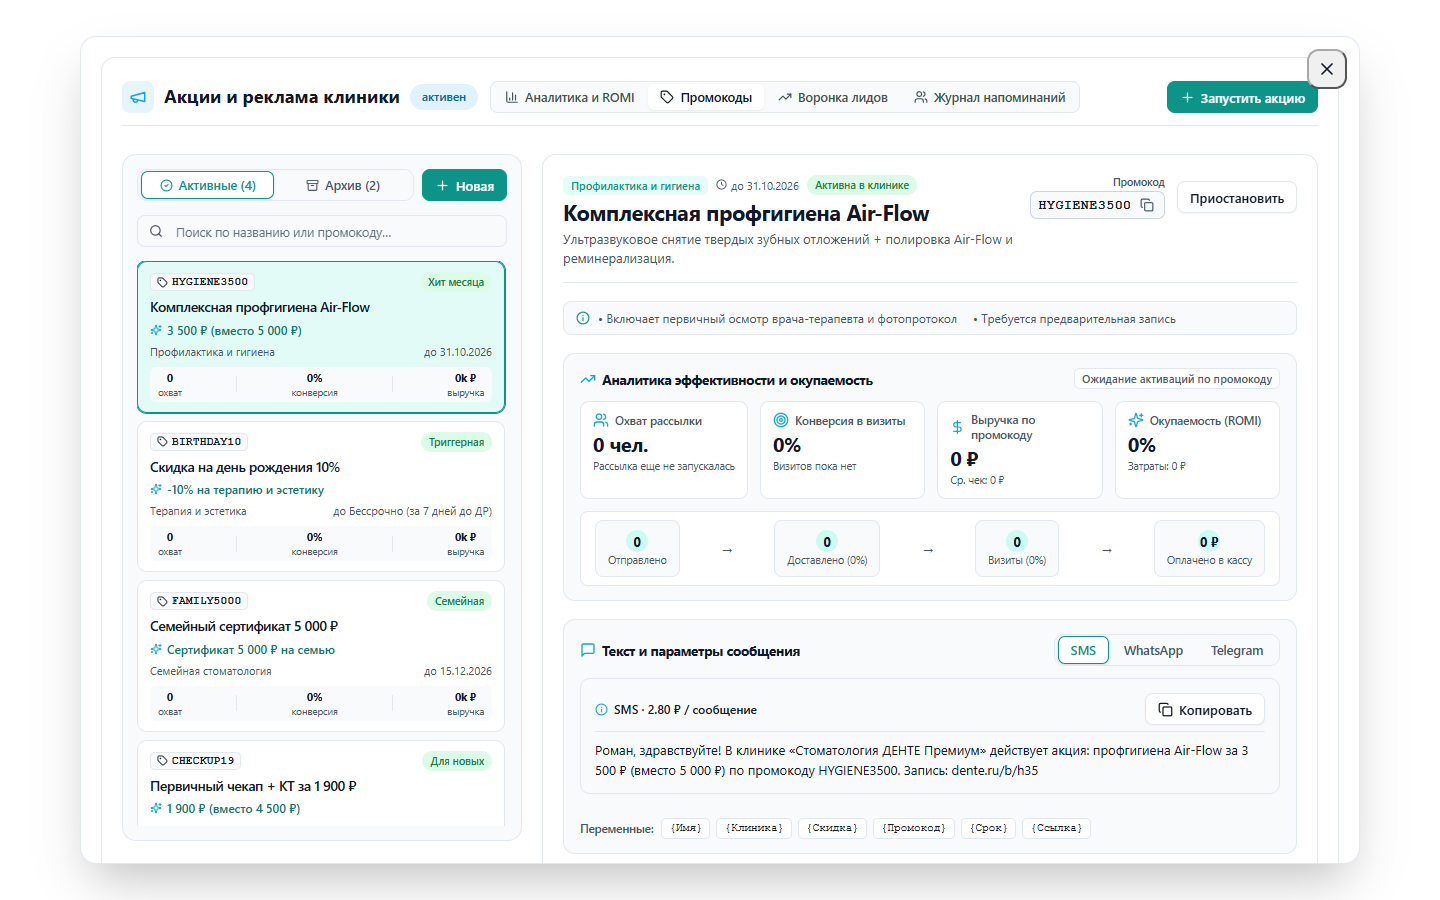 Акции и реклама клиники
активен
Аналитика и ROMI
Промокоды
Воронка лидов
Журнал напоминаний
Запустить акцию
Активные (4)
Архив (2)
Новая
Поиск по названию или промокоду...
HYGIENE3500
Хит месяца
Комплексная профгигиена Air-Flow
3 500 ₽ (вместо 5 000 ₽)
Профилактика и гигиена
до 31.10.2026
0
0%
0k ₽
охват
конверсия
выручка
BIRTHDAY10
Триггерная
Скидка на день рождения 10%
-10% на терапию и эстетику
Терапия и эстетика
до Бессрочно (за 7 дней до ДР)
0
0%
0k ₽
охват
конверсия
выручка
FAMILY5000
Семейная
Семейный сертификат 5 000 ₽
Сертификат 5 000 ₽ на семью
Семейная стоматология
до 15.12.2026
0
0%
0k ₽
охват
конверсия
выручка
CHECKUP19
Для новых
Первичный чекап + КТ за 1 900 ₽
1 900 ₽ (вместо 4 500 ₽)
Профилактика и гигиена
до 31.10.2026
Активна в клинике
Комплексная профгигиена Air-Flow
Ультразвуковое снятие твердых зубных отложений + полировка Air-Flow и
реминерализация.
Промокод
HYGIENE3500
Приостановить
• Включает первичный осмотр врача-терапевта и фотопротокол
• Требуется предварительная запись
Аналитика эффективности и окупаемость
Ожидание активаций по промокоду
Охват рассылки
0 чел.
Рассылка еще не запускалась
Конверсия в визиты
0%
Визитов пока нет
Выручка по
промокоду
0 ₽
Ср. чек: 0 ₽
Окупаемость (ROMI)
0%
Затраты: 0 ₽
0
Отправлено
→
0
Доставлено (0%)
→
0
Визиты (0%)
→
0 ₽
Оплачено в кассу
Текст и параметры сообщения
SMS
WhatsApp
Telegram
SMS · 2.80 ₽ / сообщение
Копировать
Роман, здравствуйте! В клинике «Стоматология ДЕНТЕ Премиум» действует акция: профгигиена Air-Flow за 3
500 ₽ (вместо 5 000 ₽) по промокоду HYGIENE3500. Запись: dente.ru/b/h35
Переменные:
{Имя}
{Клиника}
{Скидка}
{Промокод}
{Срок}
{Ссылка}